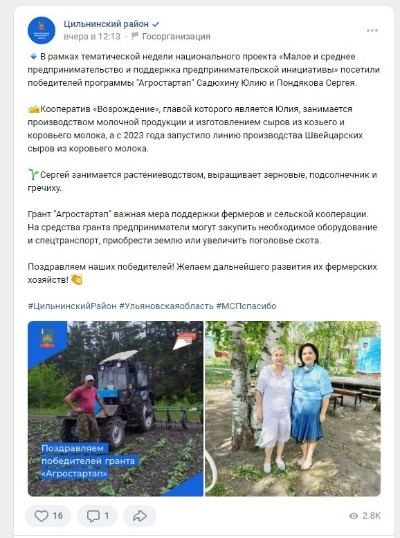 Цильнинский район
вчера в 12:13 · Госорганизация
В рамках тематической недели национального проекта «Малое и среднее
предпринимательство и поддержка предпринимательской инициативы» посетили
победителей программы "Агростартап" Садюхину Юлию и Пондякова Сергея.
Кооператив «Возрождение», главой которого является Юлия, занимается
производством молочной продукции и изготовлением сыров из козьего и
коровьего молока, а с 2023 года запустило линию производства Швейцарских
сыров из коровьего молока.
Сергей занимается растениеводством, выращивает зерновые, подсолнечник и
гречиху.
Грант "Агростартап" важная мера поддержки фермеров и сельской кооперации.
На средства гранта предприниматели могут закупить необходимое оборудование
и спецтранспорт, приобрести землю или увеличить поголовье скота.
Поздравляем наших победителей! Желаем дальнейшего развития их фермерских
хозяйств!
#ЦильнинскийРайон #Ульяновскаяобласть #МСПспасибо
Поздравляем
победителей гранта
«Агростартап»
16
1
2.8K